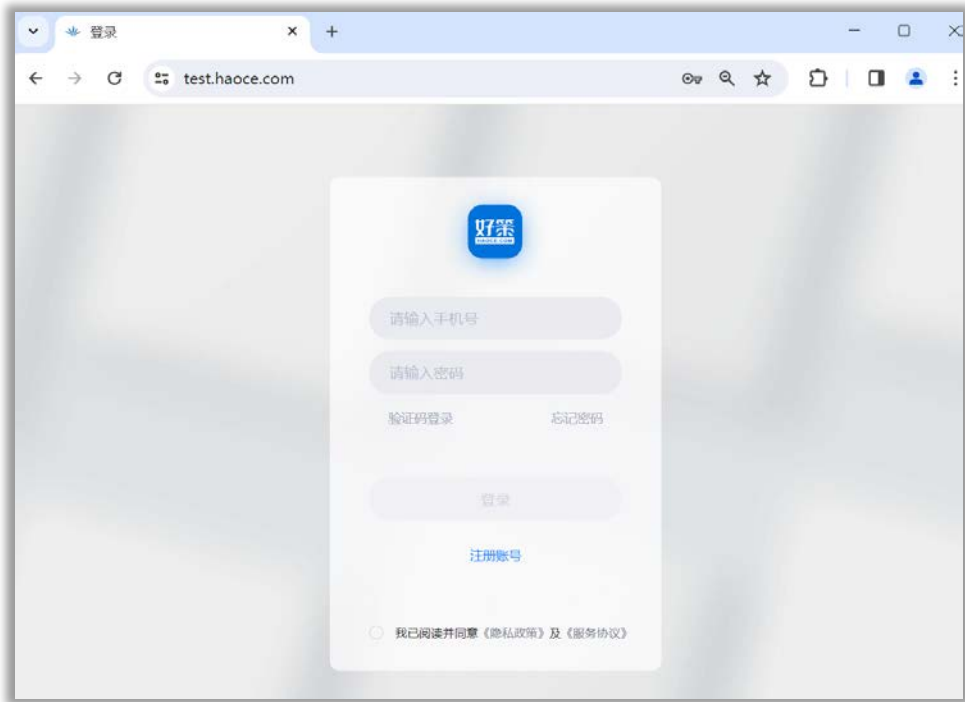 登录
test.haoce.com
好策
HAOCE.COM
请输入手机号
请输入密码
验证码登录 忘记密码
登录
注册账号
我已阅读并同意《隐私政策》及《服务协议》